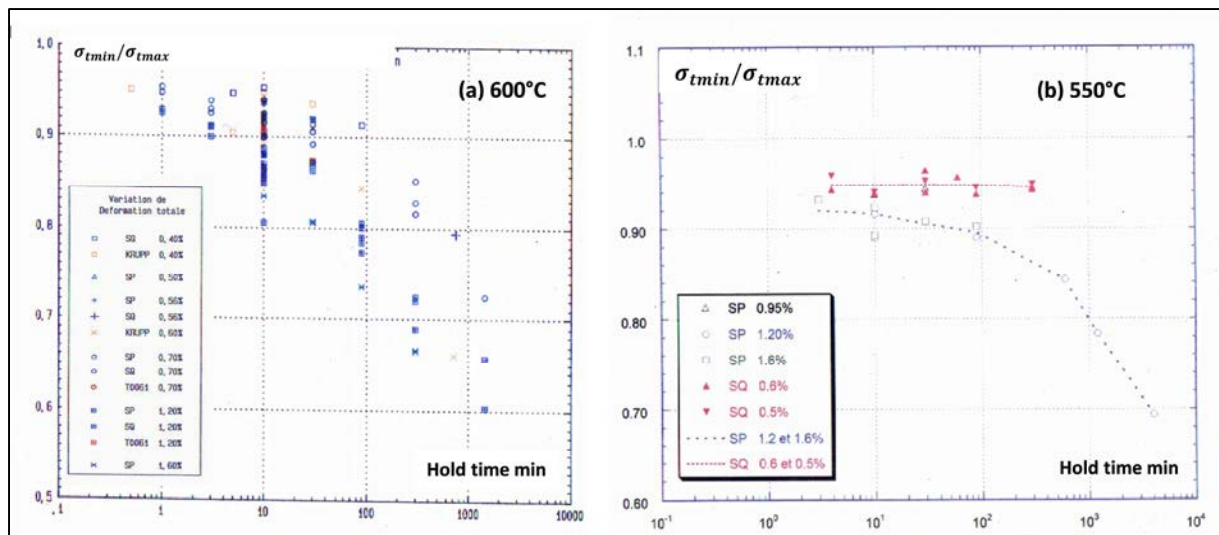 1,0
0,9
0,8
0,7
0,6
0,5
σtmin/σtmax
n
(a) 600°C
Variation de
Deformation totale
SQ 0,40%
KRUPP 0,40%
SP 0,50%
SP 0,56%
SQ 0,56%
KRUPP 0,60%
SP 0,70%
SQ 0,70%
SP 1,20%
SQ 1,20%
SP 1,60%
Hold time min
.1 1 10 100 1000 10000
1.1
1.0
0.90
0.80
0.70
0.60
σtmin/σtmax
(b) 550°C
SP 0.95%
SP 1.20%
SP 1.6%
SQ 0.6%
SQ 0.5%
SP 1.2 et 1.6%
SQ 0.6 et 0.5%
Hold time min
10-1 100 101 102 103 104